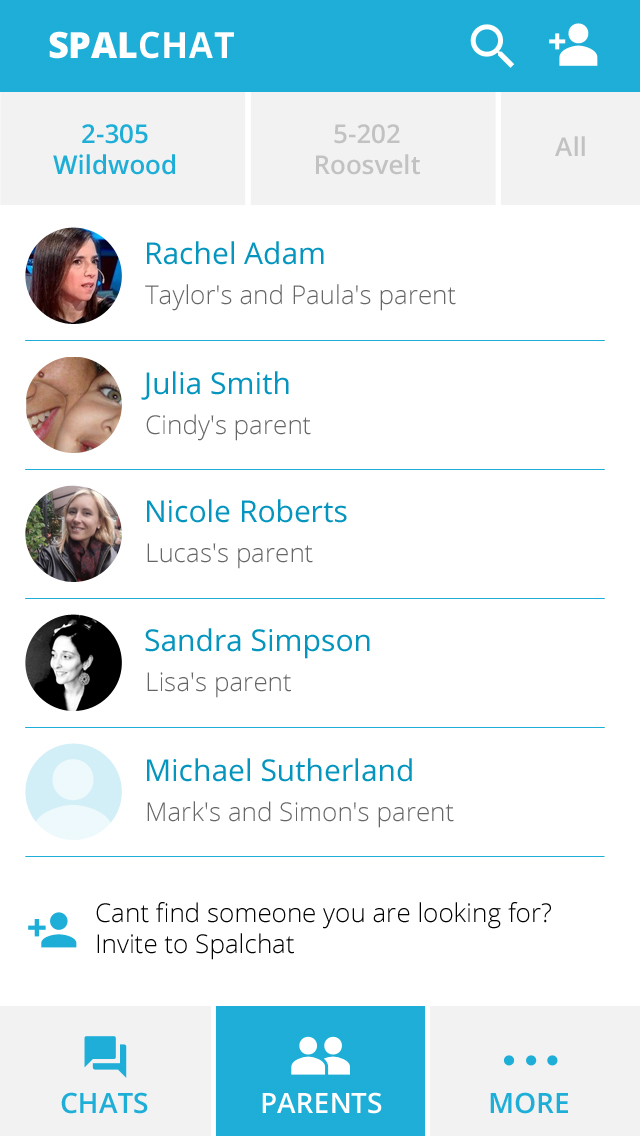 SPALCHAT
2-305
Wildwood
5-202
Roosvelt
All
Rachel Adam
Taylor's and Paula's parent
Julia Smith
Cindy's parent
Nicole Roberts
Lucas's parent
Sandra Simpson
Lisa's parent
Michael Sutherland
Mark's and Simon's parent
Cant find someone you are looking for?
Invite to Spalchat
CHATS
PARENTS
MORE